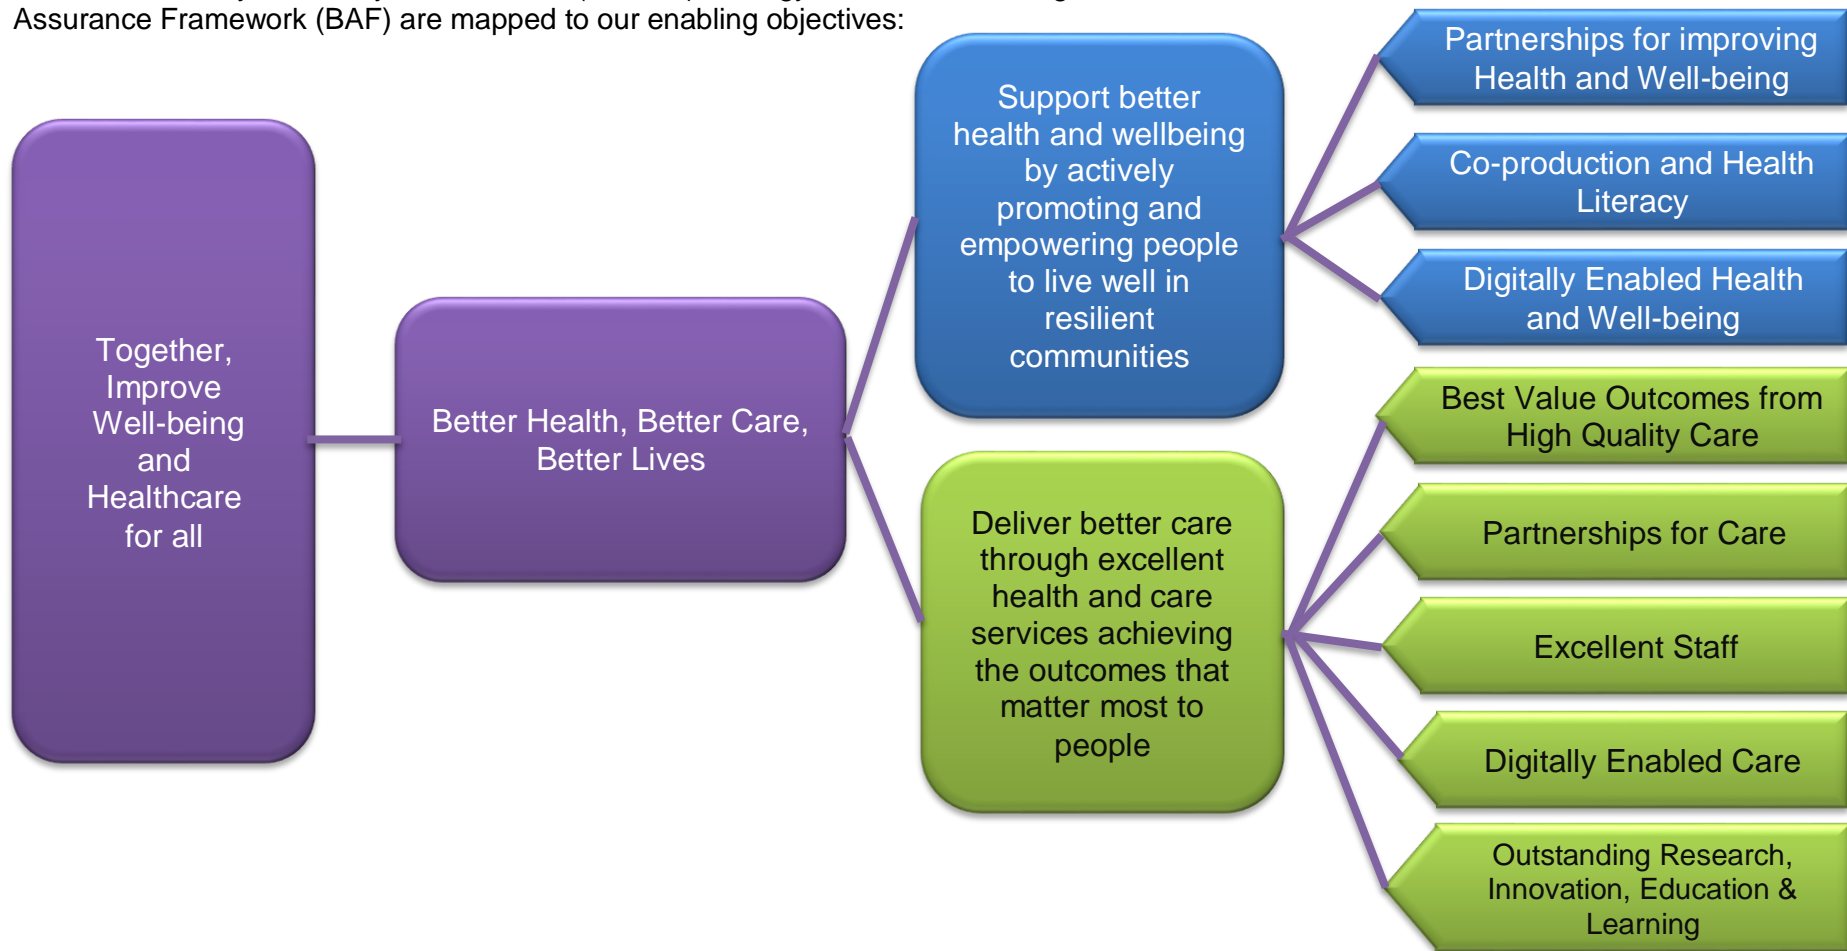 Assurance Framework (BAF) are mapped to our enabling objectives:
Together,
Improve
Well-being
and
Healthcare
for all
Better Health, Better Care,
Better Lives
Support better
health and wellbeing
by actively
promoting and
empowering people
to live well in
resilient
communities
Deliver better care
through excellent
health and care
services achieving
the outcomes that
matter most to
people
Partnerships for improving
Health and Well-being
Co-production and Health
Literacy
Digitally Enabled Health
and Well-being
Best Value Outcomes from
High Quality Care
Partnerships for Care
Excellent Staff
Digitally Enabled Care
Outstanding Research,
Innovation, Education &
Learning